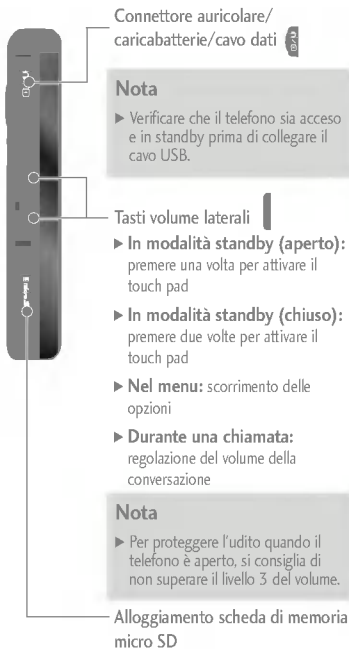 Connettore auricolare/
caricabatterie/cavo dati
Nota
▶ Verificare che il telefono sia acceso
e in standby prima di collegare il
cavo USB.
Tasti volume laterali
▶ In modalità standby (aperto):
premere una volta per attivare il
touch pad
▶ In modalità standby (chiuso):
premere due volte per attivare il
touch pad
▶ Nel menu: scorrimento delle
opzioni
▶ Durante una chiamata:
regolazione del volume della
conversazione
Nota
▶ Per proteggere l'udito quando il
telefono è aperto, si consiglia di
non superare il livello 3 del volume.
Alloggiamento scheda di memoria
micro SD